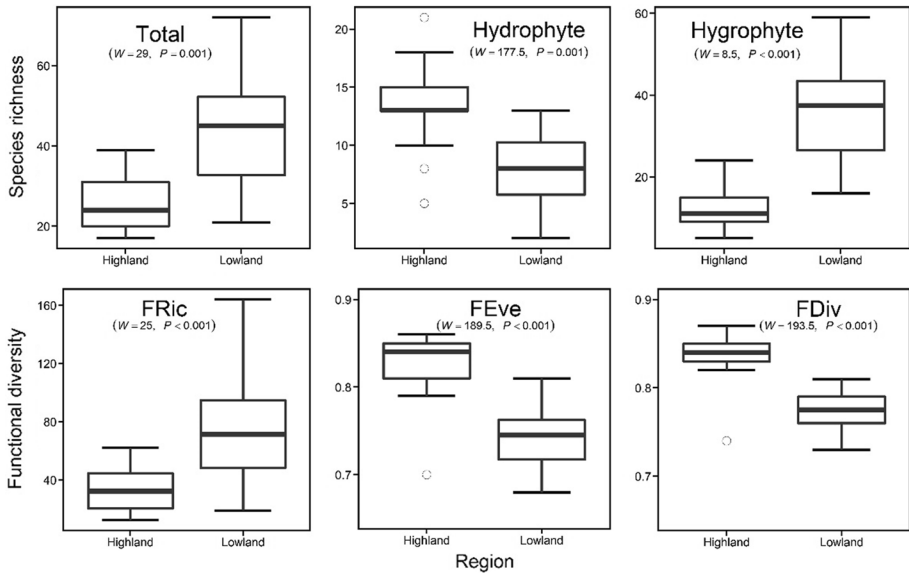 Total
(W = 29, P = 0.001)
Hydrophyte
(W = 177.5, P = 0.001)
Hygrophyte
(W = 8.5, P < 0.001)
Species richness
60
40
20
20
15
10
5
60
40
20
Highland
Lowland
Highland
Lowland
Highland
Lowland
FRic
(W = 25, P < 0.001)
FEve
(W = 189.5, P < 0.001)
FDiv
(W = 193.5, P < 0.001)
Functional diversity
160
120
80
40
0.9
0.8
0.7
0.9
0.8
0.7
Highland
Lowland
Highland
Lowland
Highland
Lowland
Region